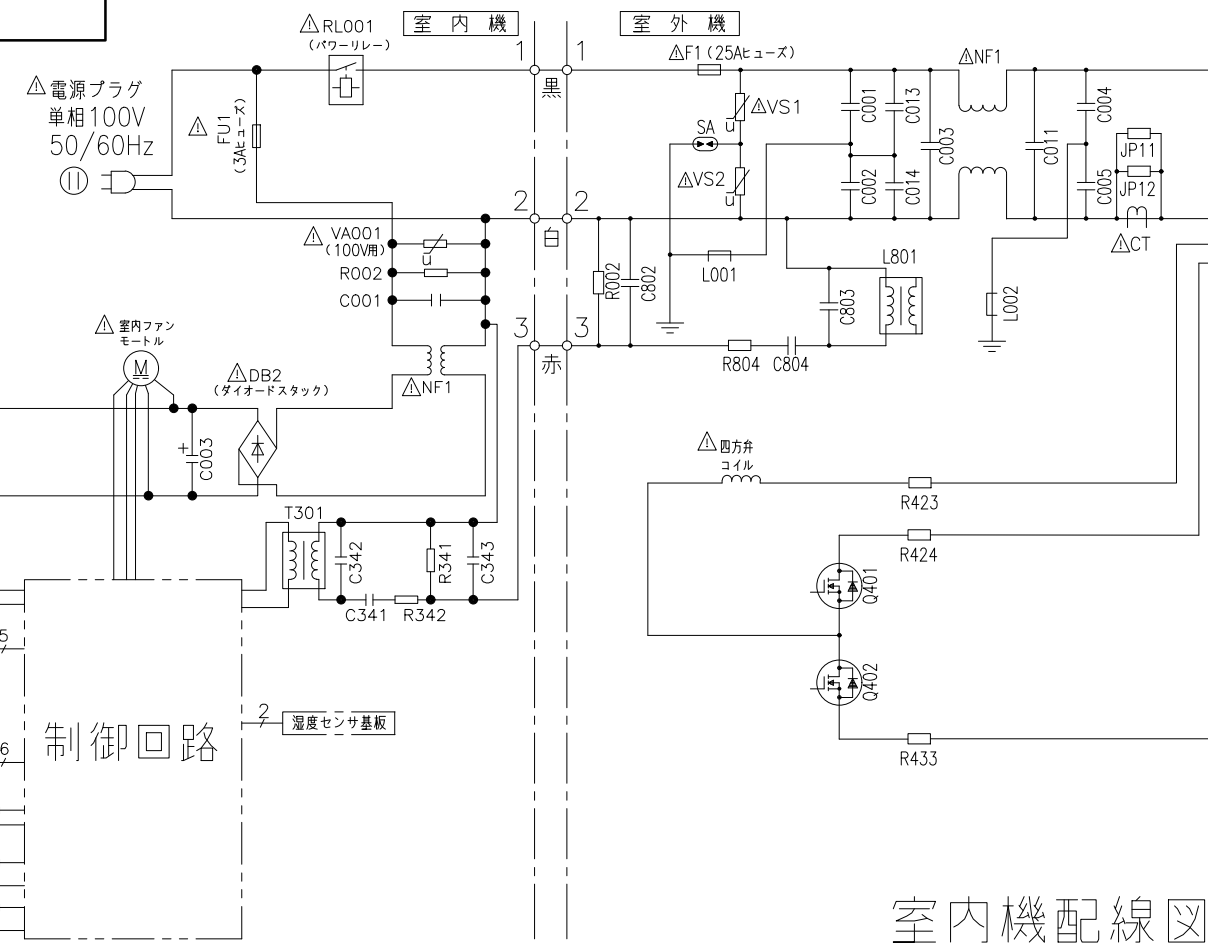 RL001
(パワーリレー)
室内機
室外機
1
1
F1 (25Aヒューズ)
NF1
電源プラグ
単相100V
50/60Hz
FU1
(3Aヒューズ)
黒
VS1
u
SA
VS2
u
C001
C013
C003
C002
C014
C011
C004
C005
JP11
JP12
CT
2
2
白
VA001
(100V用)
u
R002
C001
R002
C802
L001
C803
L801
L002
3
3
赤
R804
C804
室内ファン
モートル
M
DB2
(ダイオードスタック)
NF1
+
C003
四方弁
コイル
R423
T301
C342
R341
C343
C341
R342
R424
Q401
Q402
R433
5
6
制御回路
2
湿度センサ基板
室内機配線図